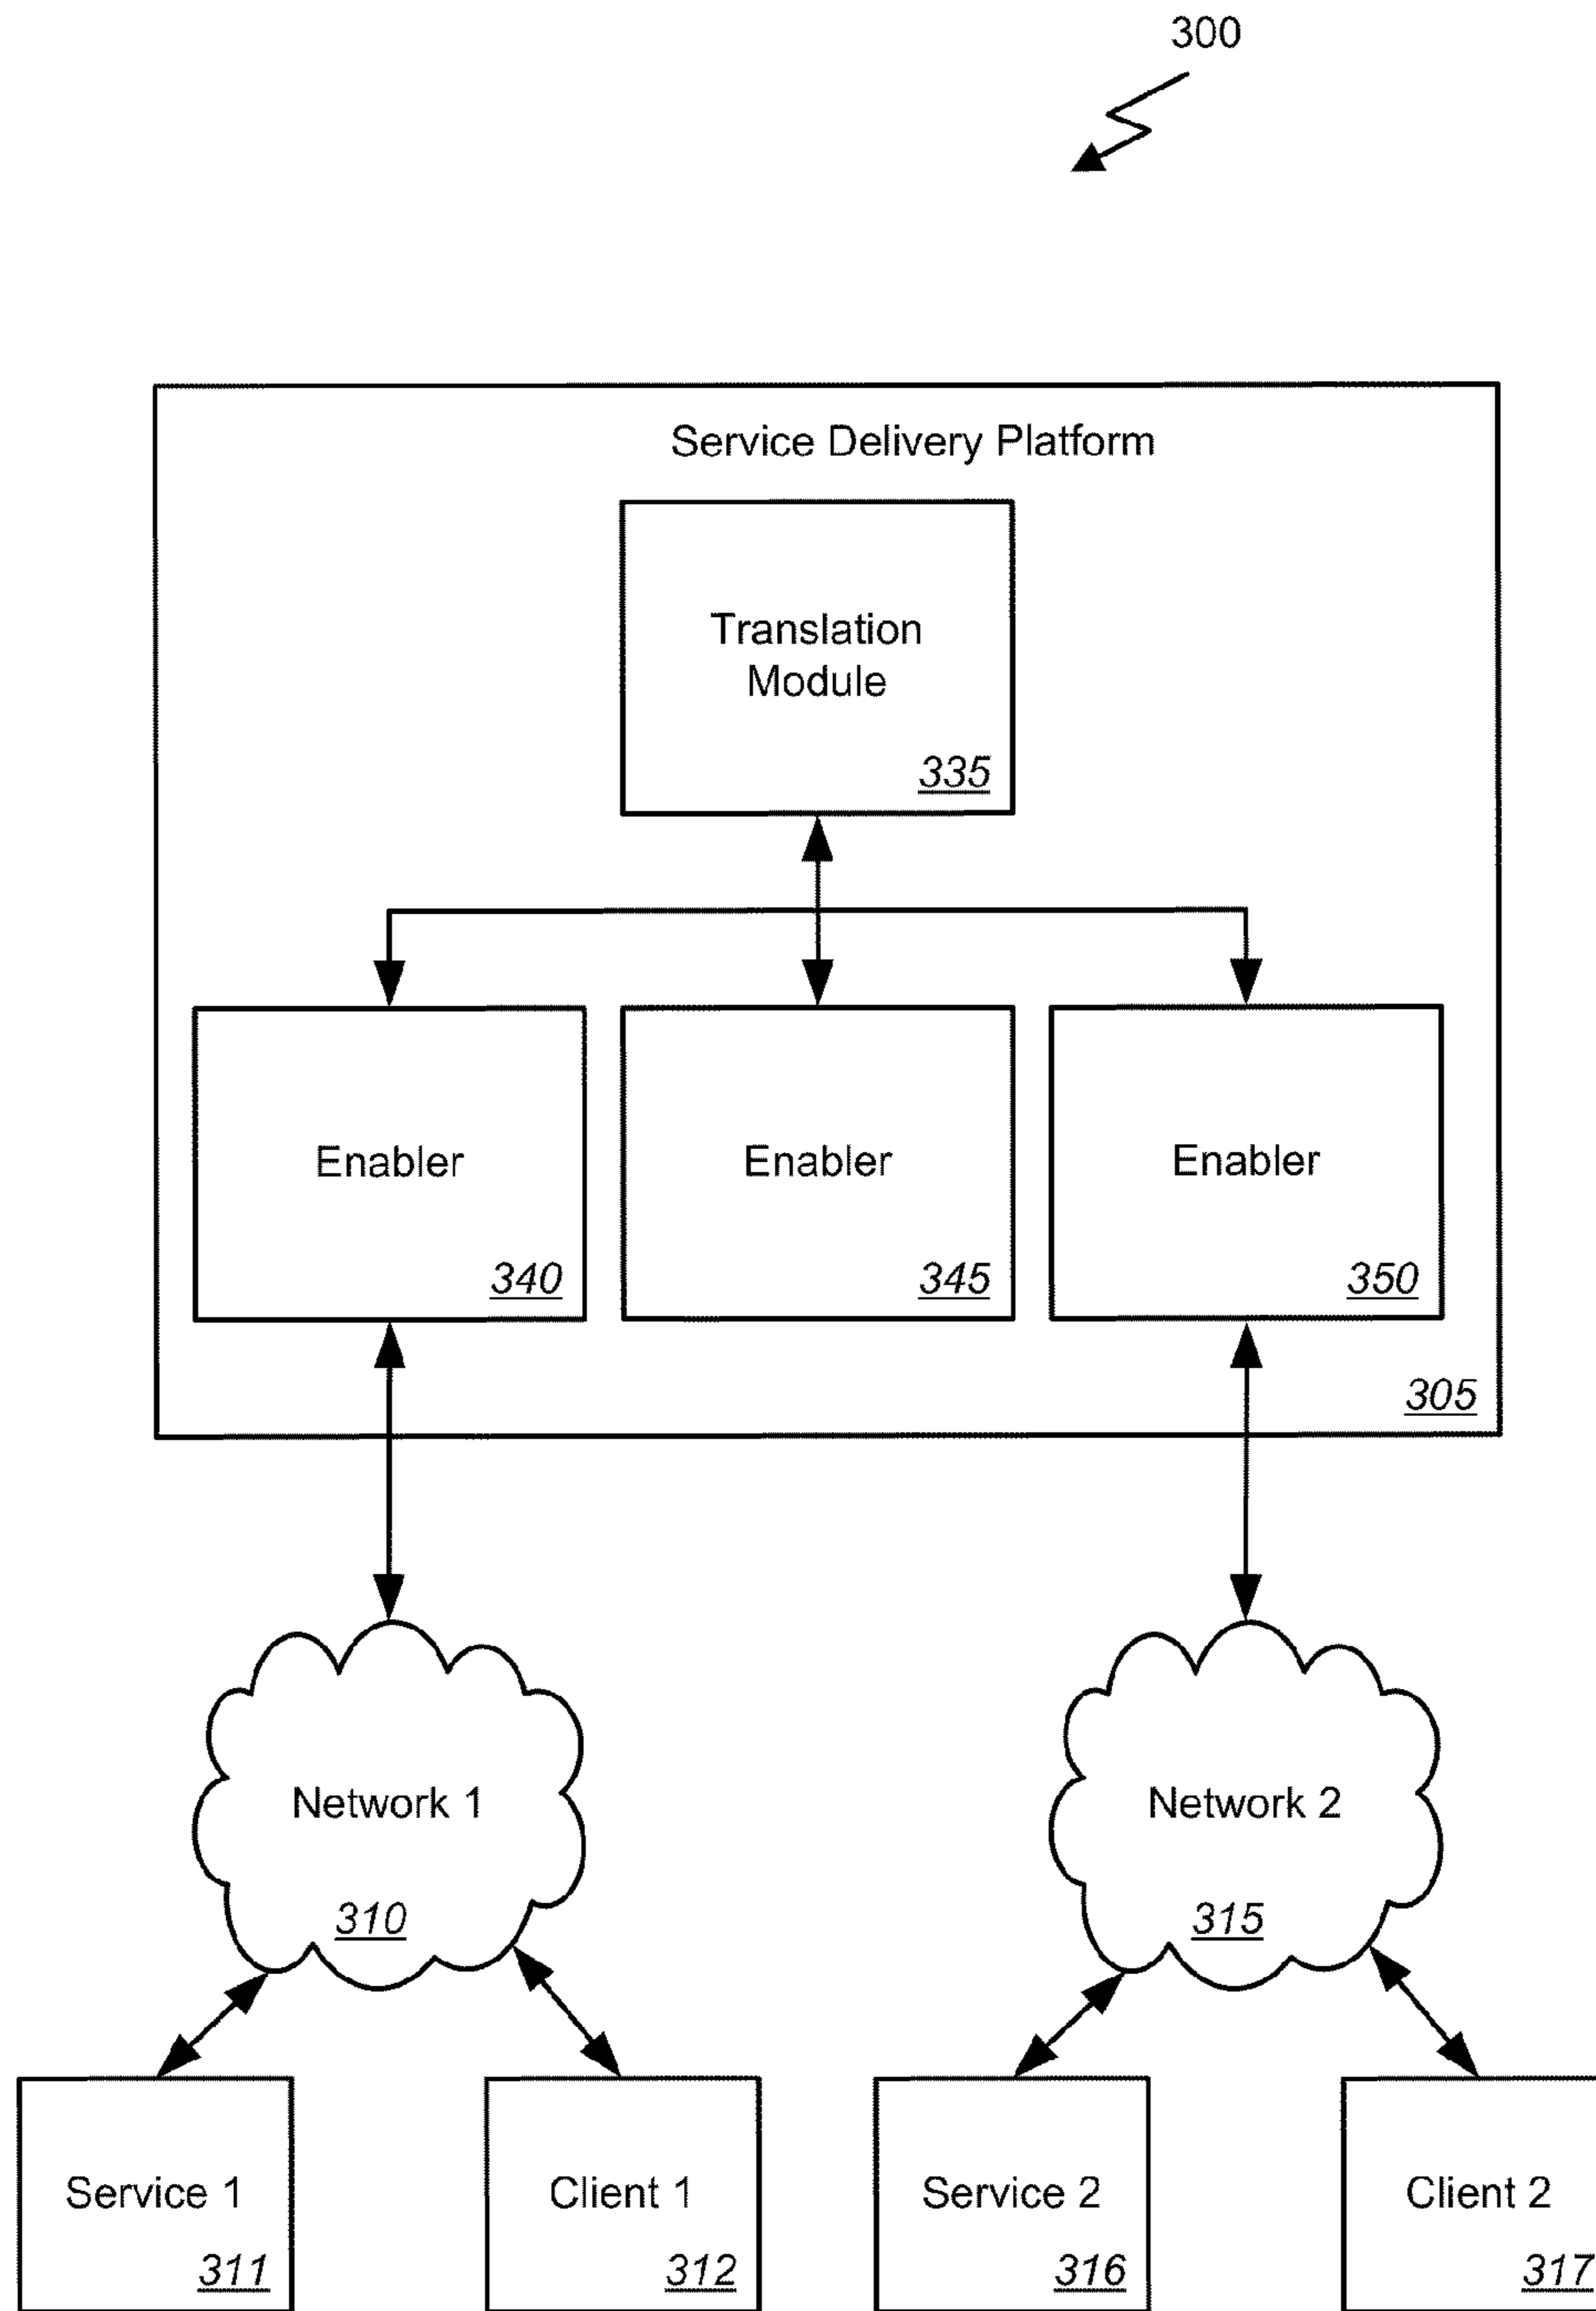 300
Service Delivery Platform
Translation
Module
335
Enabler
340
Enabler
345
Enabler
350
305
Network 1
310
Network 2
315
Service 1
311
Client 1
312
Service 2
316
Client 2
317